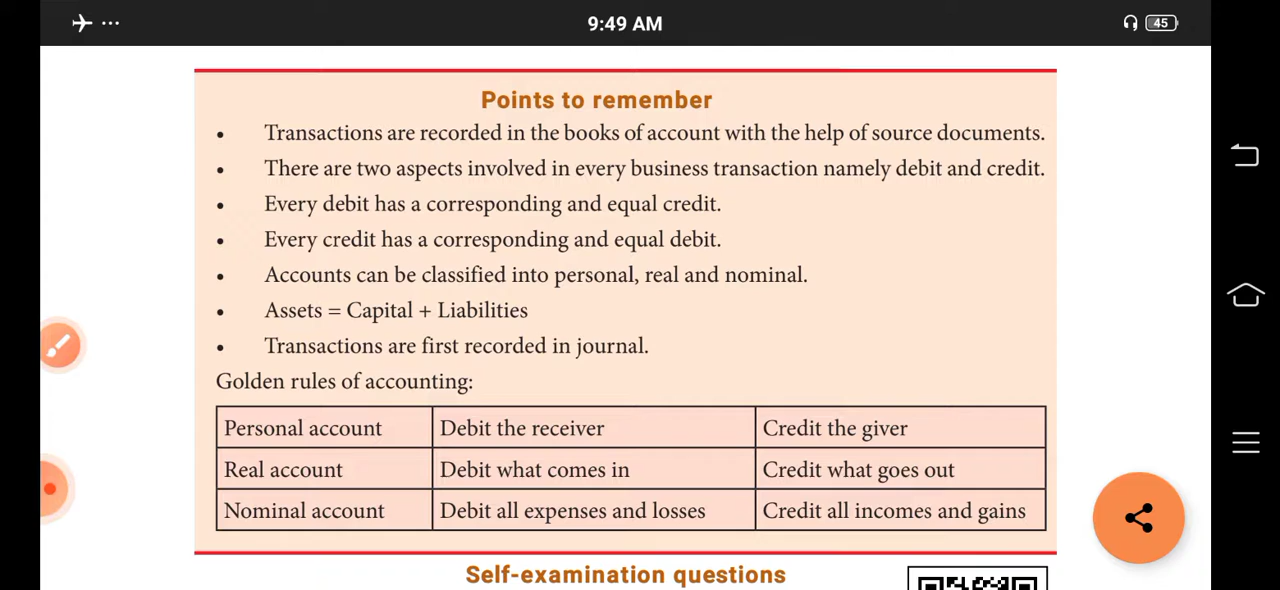 9:49 AM
45
Points to remember
• Transactions are recorded in the books of account with the help of source documents.
• There are two aspects involved in every business transaction namely debit and credit.
• Every debit has a corresponding and equal credit.
• Every credit has a corresponding and equal debit.
• Accounts can be classified into personal, real and nominal.
• Assets = Capital + Liabilities
• Transactions are first recorded in journal.
Golden rules of accounting:
Personal account Debit the receiver Credit the giver
Real account Debit what comes in Credit what goes out
Nominal account Debit all expenses and losses Credit all incomes and gains
Self-examination questions